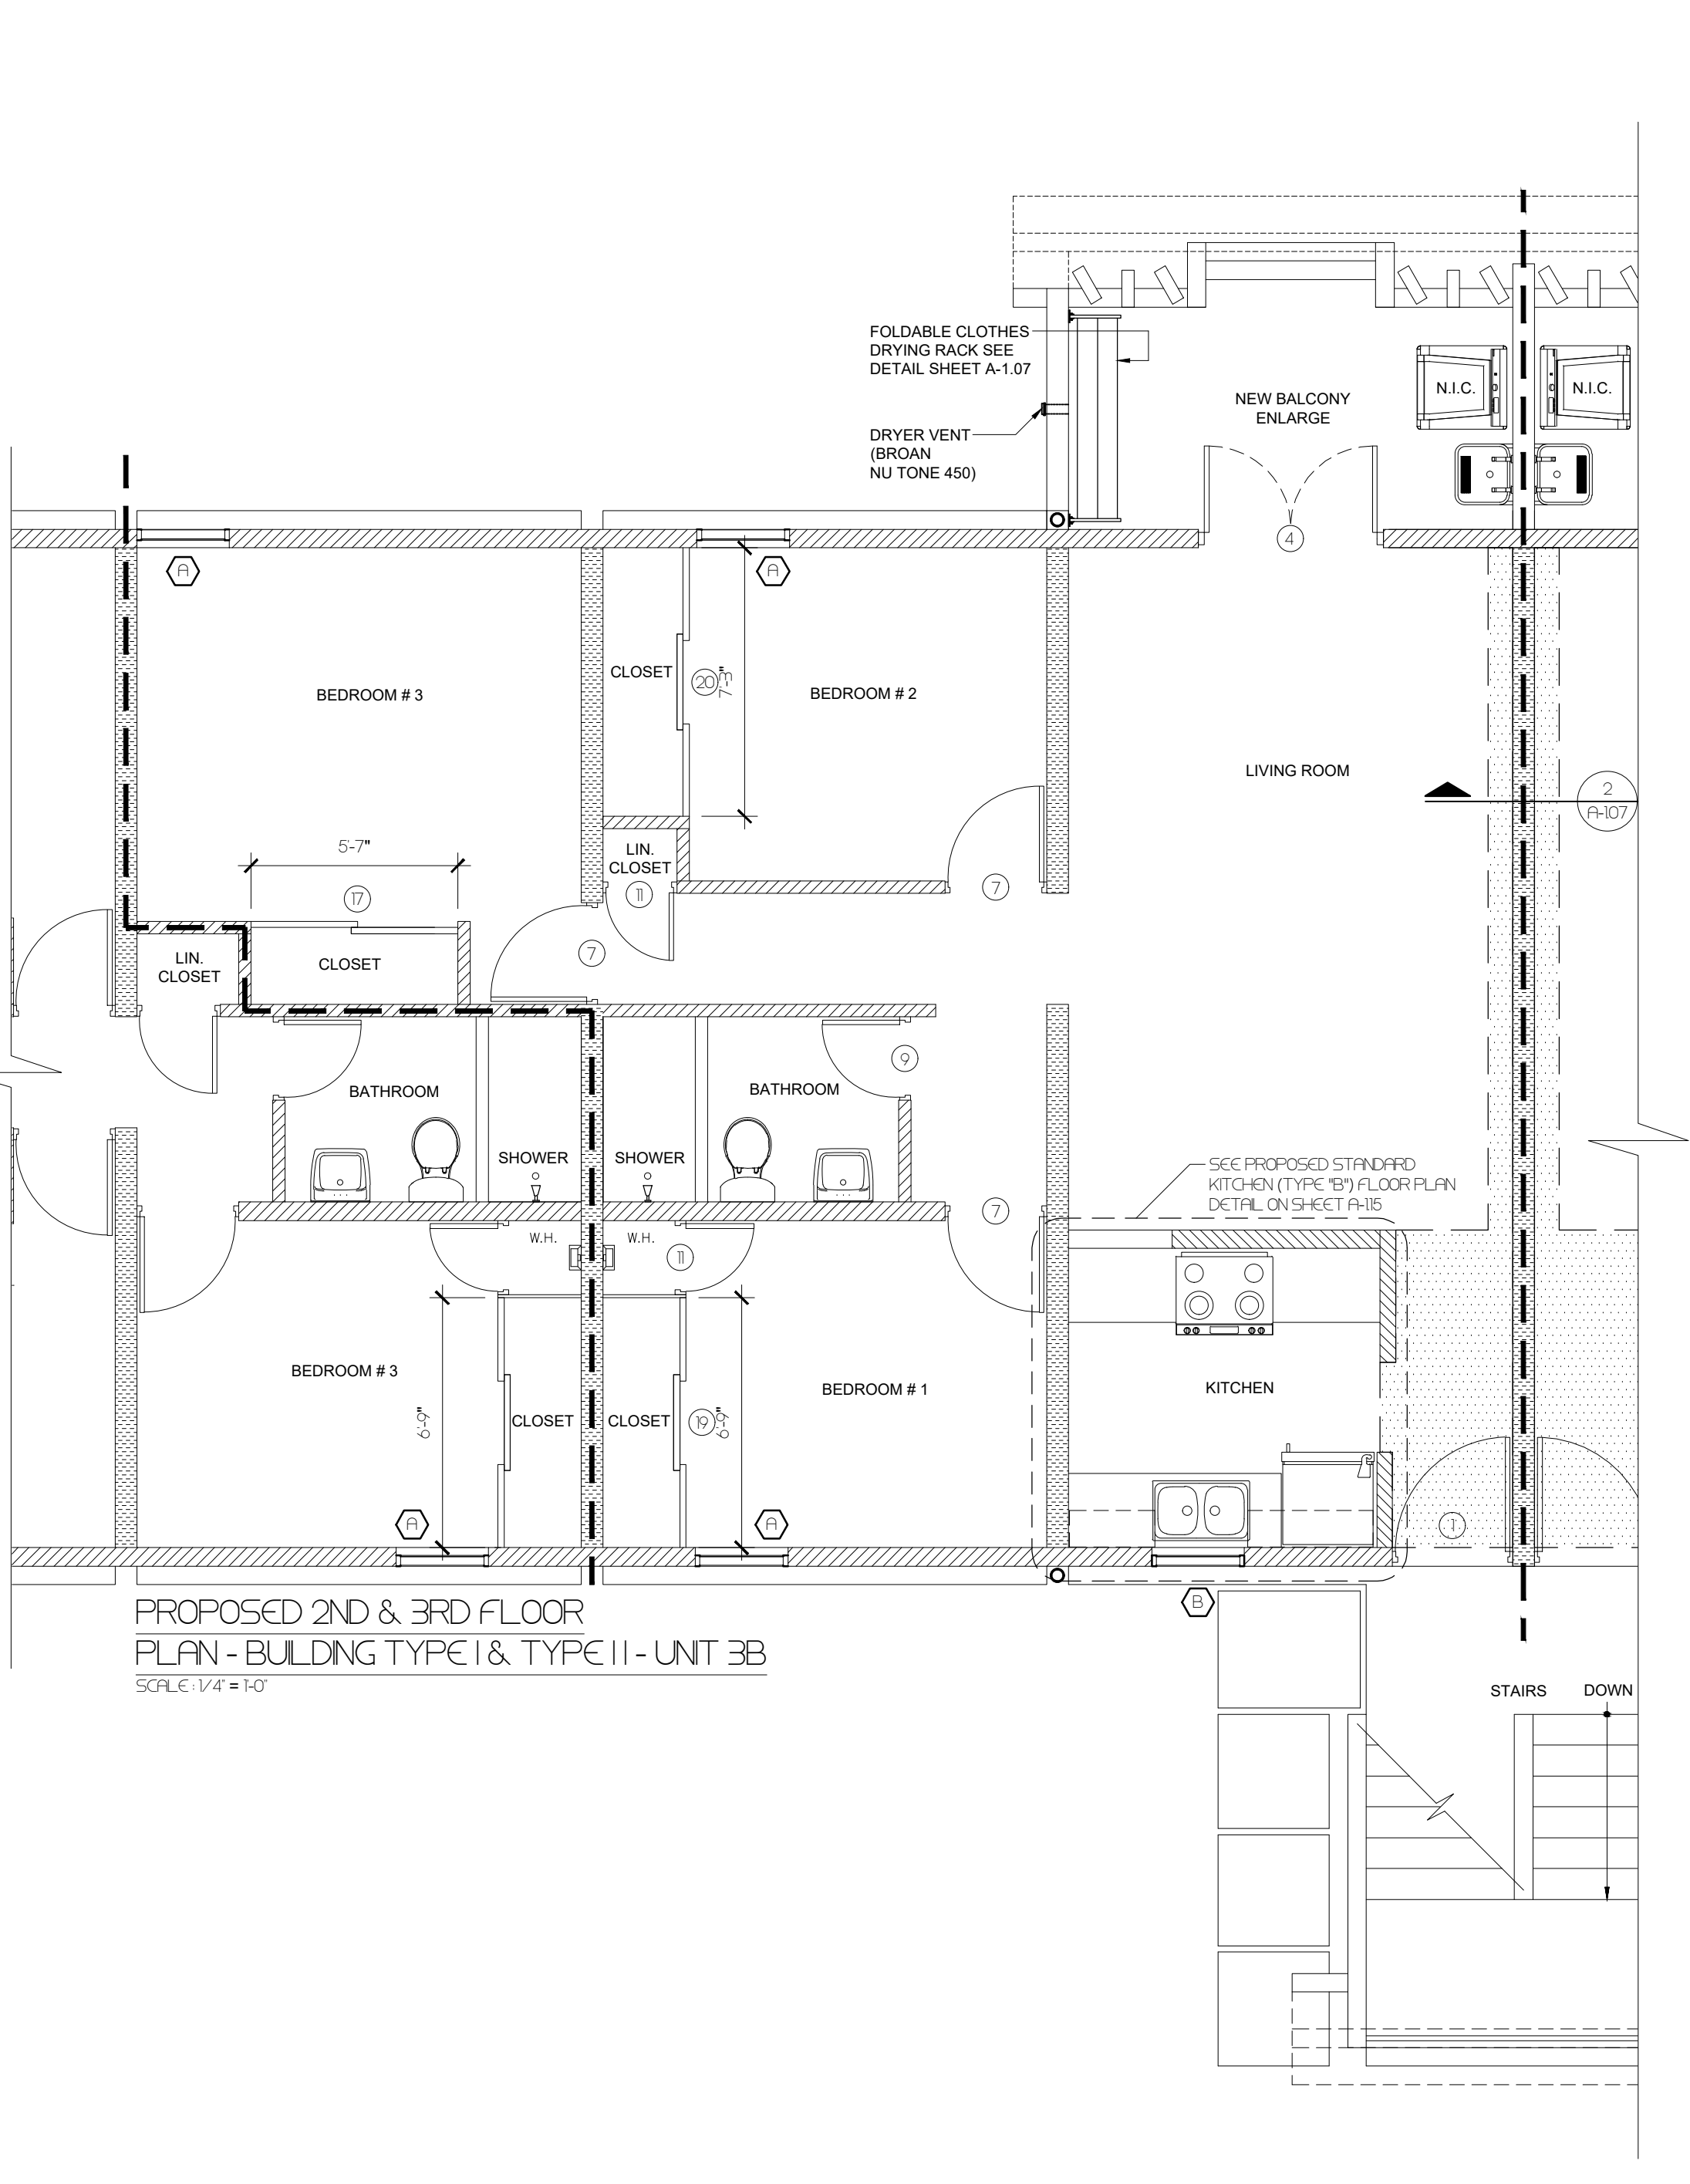 FOLDABLE CLOTHES
DRYING RACK SEE
DETAIL SHEET A-1.07
N.I.C.
N.I.C.
NEW BALCONY
ENLARGE
DRYER VENT
(BROAN
NU TONE 450)
4
A
A
CLOSET
20
7'-3"
BEDROOM # 3
BEDROOM # 2
LIVING ROOM
2
A-107
5'-7"
17
LIN.
CLOSET
11
7
7
LIN.
CLOSET
CLOSET
9
BATHROOM
BATHROOM
SHOWER
SHOWER
SEE PROPOSED STANDARD
KITCHEN (TYPE "B") FLOOR PLAN
DETAIL ON SHEET A-115
7
W.H.
W.H.
11
BEDROOM # 3
BEDROOM # 1
KITCHEN
6'-9"
CLOSET
CLOSET
19
6'-9"
A
A
1
B
PROPOSED 2ND & 3RD FLOOR
PLAN - BUILDING TYPE I & TYPE II - UNIT 3B
SCALE : 1/4" = 1'-0"
STAIRS
DOWN